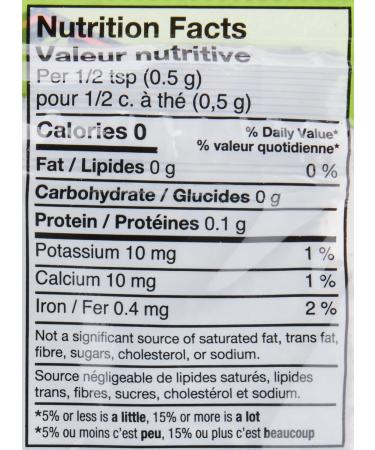 Nutrition Facts
Valeur nutritive
Per 1/2 tsp (0.5 g)
pour 1/2 c. à thé (0,5 g)
Calories 0
% Daily Value*
% valeur quotidienne*
Fat / Lipides 0 g 0 %
Carbohydrate / Glucides 0 g
Protein / Protéines 0.1 g
Potassium 10 mg 1 %
Calcium 10 mg 1 %
Iron / Fer 0.4 mg 2 %
Not a significant source of saturated fat, trans fat,
fibre, sugars, cholesterol, or sodium.
Source négligeable de lipides saturés, lipides
trans, fibres, sucres, cholestérol et sodium.
*5% or less is a little, 15% or more is a lot
*5% ou moins c'est peu, 15% ou plus c'est beaucoup